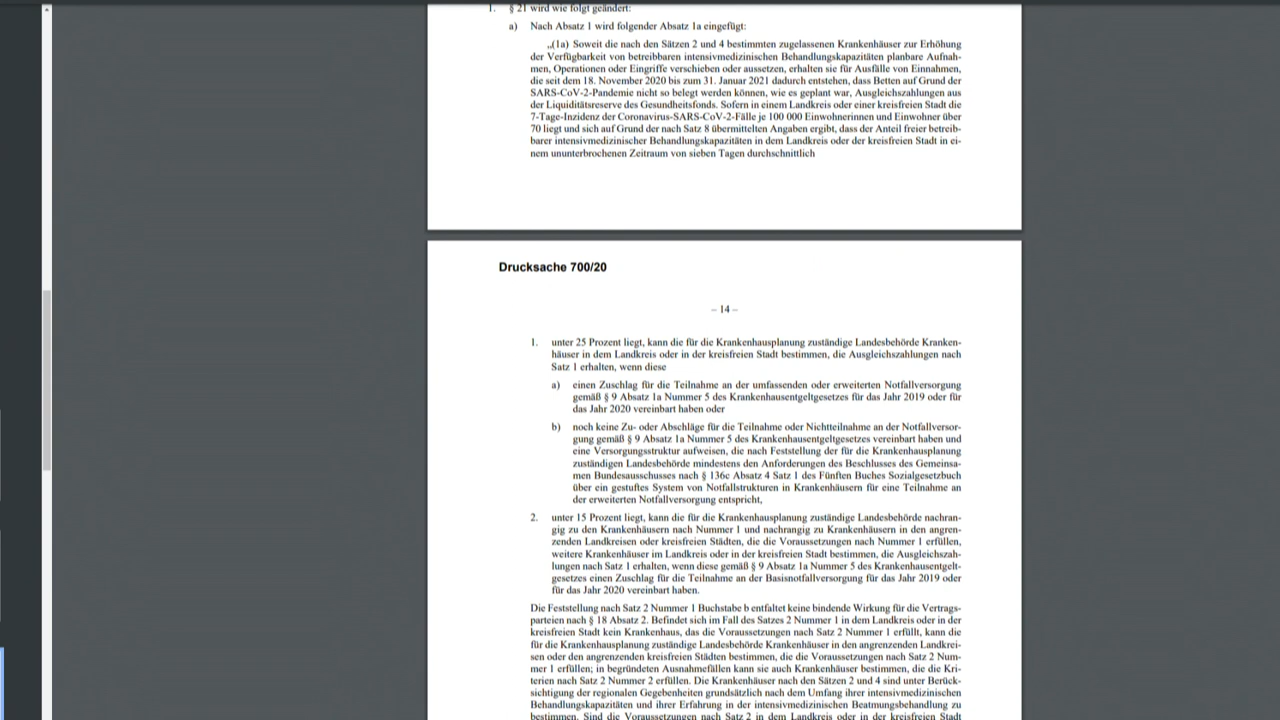 1. § 21 wird wie folgt geändert:
a) Nach Absatz 1 wird folgender Absatz 1a eingefügt:
„(1a) Soweit die nach den Sätzen 2 und 4 bestimmten zugelassenen Krankenhäuser zur Erhöhung
der Verfügbarkeit von betreibbaren intensivmedizinischen Behandlungskapazitäten planbare Aufnah-
men, Operationen oder Eingriffe verschieben oder aussetzen, erhalten sie für Ausfälle von Einnahmen,
die seit dem 18. November 2020 bis zum 31. Januar 2021 dadurch entstehen, dass Betten auf Grund der
SARS-CoV-2-Pandemie nicht so belegt werden können, wie es geplant war, Ausgleichszahlungen aus
der Liquiditätsreserve des Gesundheitsfonds. Sofern in einem Landkreis oder einer kreisfreien Stadt die
7-Tage-Inzidenz der Coronavirus-SARS-CoV-2-Fälle je 100 000 Einwohnerinnen und Einwohner über
70 liegt und sich auf Grund der nach Satz 8 übermittelten Angaben ergibt, dass der Anteil freier betreib-
barer intensivmedizinischer Behandlungskapazitäten in dem Landkreis oder der kreisfreien Stadt in ei-
nem ununterbrochenen Zeitraum von sieben Tagen durchschnittlich
Drucksache 700/20
– 14 –
1. unter 25 Prozent liegt, kann die für die Krankenhausplanung zuständige Landesbehörde Kranken-
häuser in dem Landkreis oder in der kreisfreien Stadt bestimmen, die Ausgleichszahlungen nach
Satz 1 erhalten, wenn diese
a) einen Zuschlag für die Teilnahme an der umfassenden oder erweiterten Notfallversorgung
gemäß § 9 Absatz 1a Nummer 5 des Krankenhausentgeltgesetzes für das Jahr 2019 oder für
das Jahr 2020 vereinbart haben oder
b) noch keine Zu- oder Abschläge für die Teilnahme oder Nichtteilnahme an der Notfallversor-
gung gemäß § 9 Absatz 1a Nummer 5 des Krankenhausentgeltgesetzes vereinbart haben und
eine Versorgungsstruktur aufweisen, die nach Feststellung der für die Krankenhausplanung
zuständigen Landesbehörde mindestens den Anforderungen des Beschlusses des Gemeinsa-
men Bundesausschusses nach § 136c Absatz 4 Satz 1 des Fünften Buches Sozialgesetzbuch
über ein gestuftes System von Notfallstrukturen in Krankenhäusern für eine Teilnahme an
der erweiterten Notfallversorgung entspricht,
2. unter 15 Prozent liegt, kann die für die Krankenhausplanung zuständige Landesbehörde nachran-
gig zu den Krankenhäusern nach Nummer 1 und nachrangig zu Krankenhäusern in den angren-
zenden Landkreisen oder kreisfreien Städten, die die Voraussetzungen nach Nummer 1 erfüllen,
weitere Krankenhäuser im Landkreis oder in der kreisfreien Stadt bestimmen, die Ausgleichszah-
lungen nach Satz 1 erhalten, wenn diese gemäß § 9 Absatz 1a Nummer 5 des Krankenhausentgelt-
gesetzes einen Zuschlag für die Teilnahme an der Basisnotfallversorgung für das Jahr 2019 oder
für das Jahr 2020 vereinbart haben.
Die Feststellung nach Satz 2 Nummer 1 Buchstabe b entfaltet keine bindende Wirkung für die Vertrags-
parteien nach § 18 Absatz 2. Befindet sich im Fall des Satzes 2 Nummer 1 in dem Landkreis oder in der
kreisfreien Stadt kein Krankenhaus, das die Voraussetzungen nach Satz 2 Nummer 1 erfüllt, kann die
für die Krankenhausplanung zuständige Landesbehörde Krankenhäuser in den angrenzenden Landkrei-
sen oder den angrenzenden kreisfreien Städten bestimmen, die die Voraussetzungen nach Satz 2 Num-
mer 1 erfüllen; in begründeten Ausnahmefällen kann sie auch Krankenhäuser bestimmen, die die Kri-
terien nach Satz 2 Nummer 2 erfüllen. Die Krankenhäuser nach den Sätzen 2 und 4 sind unter Berück-
sichtigung der regionalen Gegebenheiten grundsätzlich nach dem Umfang ihrer intensivmedizinischen
Behandlungskapazitäten und ihrer Erfahrung in der intensivmedizinischen Beatmungsbehandlung zu
bestimmen. Sind die Voraussetzungen nach Satz 2 in dem Landkreis oder in der kreisfreien Stadt